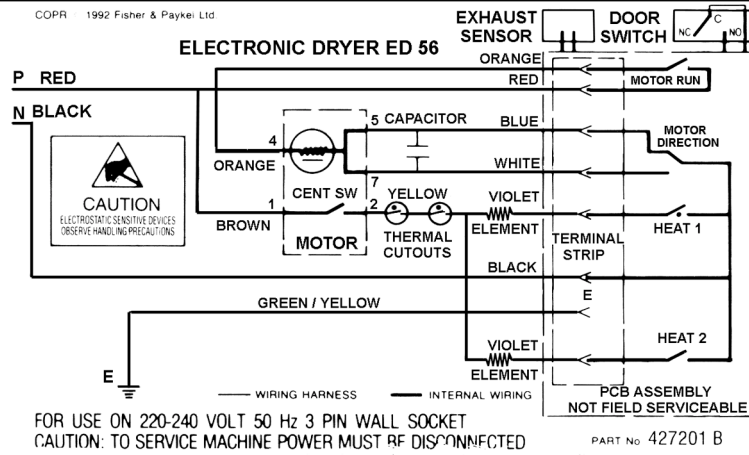 COPR 1992 Fisher & Paykel Ltd.
EXHAUST SENSOR
DOOR SWITCH
C
NC
NO
ELECTRONIC DRYER ED 56
ORANGE
RED
MOTOR RUN
P RED
N BLACK
4
ORANGE
5 CAPACITOR
BLUE
MOTOR DIRECTION
WHITE
7
CAUTION
ELECTROSTATIC SENSITIVE DEVICES
OBSERVE HANDLING PRECAUTIONS
CENT SW
YELLOW
VIOLET
1
BROWN
2
MOTOR
THERMAL CUTOUTS
ELEMENT
HEAT 1
TERMINAL STRIP
BLACK
E
GREEN / YELLOW
VIOLET
HEAT 2
E
ELEMENT
WIRING HARNESS
INTERNAL WIRING
PCB ASSEMBLY
NOT FIELD SERVICEABLE
FOR USE ON 220-240 VOLT 50 Hz 3 PIN WALL SOCKET
CAUTION: TO SERVICE MACHINE POWER MUST BE DISCONNECTED
PART No 427201 B